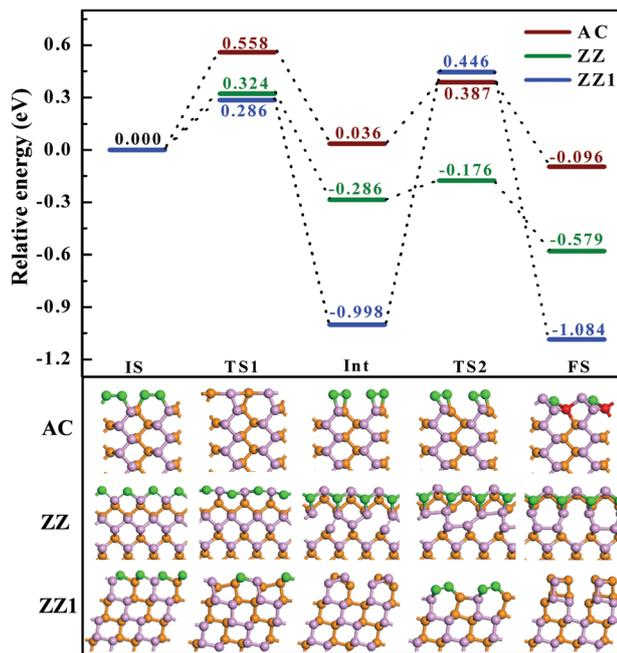 Relative energy (eV)
0.6
0.3
0.0
-0.3
-0.6
-0.9
-1.2
AC
ZZ
ZZ1
0.000
0.558
0.324
0.286
0.036
-0.286
-0.998
0.446
0.387
-0.176
-0.096
-0.579
-1.084
IS TS1 Int TS2 FS
AC
ZZ
ZZ1